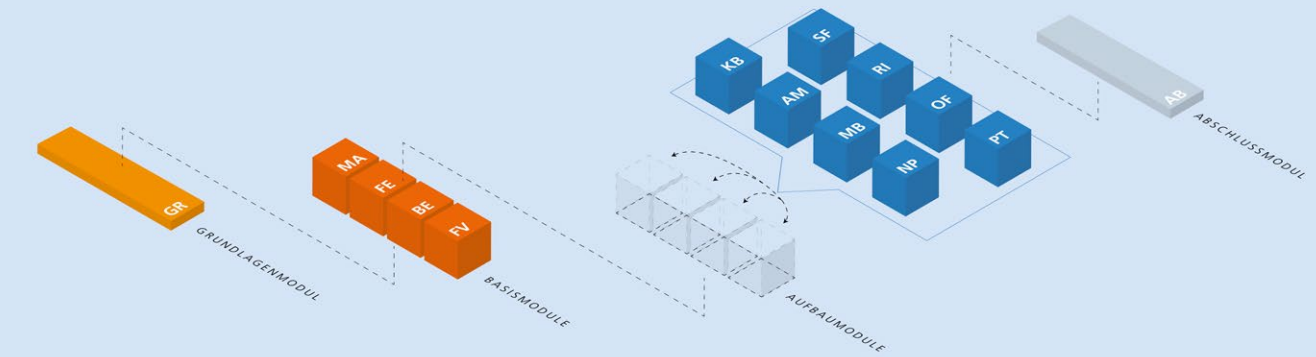 GR
GRUNDLAGENMODUL
MA
FE
BE
FV
BASISMODULE
AUFBAUMODULE
KB
SF
AM
RI
MB
OF
NP
PT
AB
ABSCHLUSSMODUL